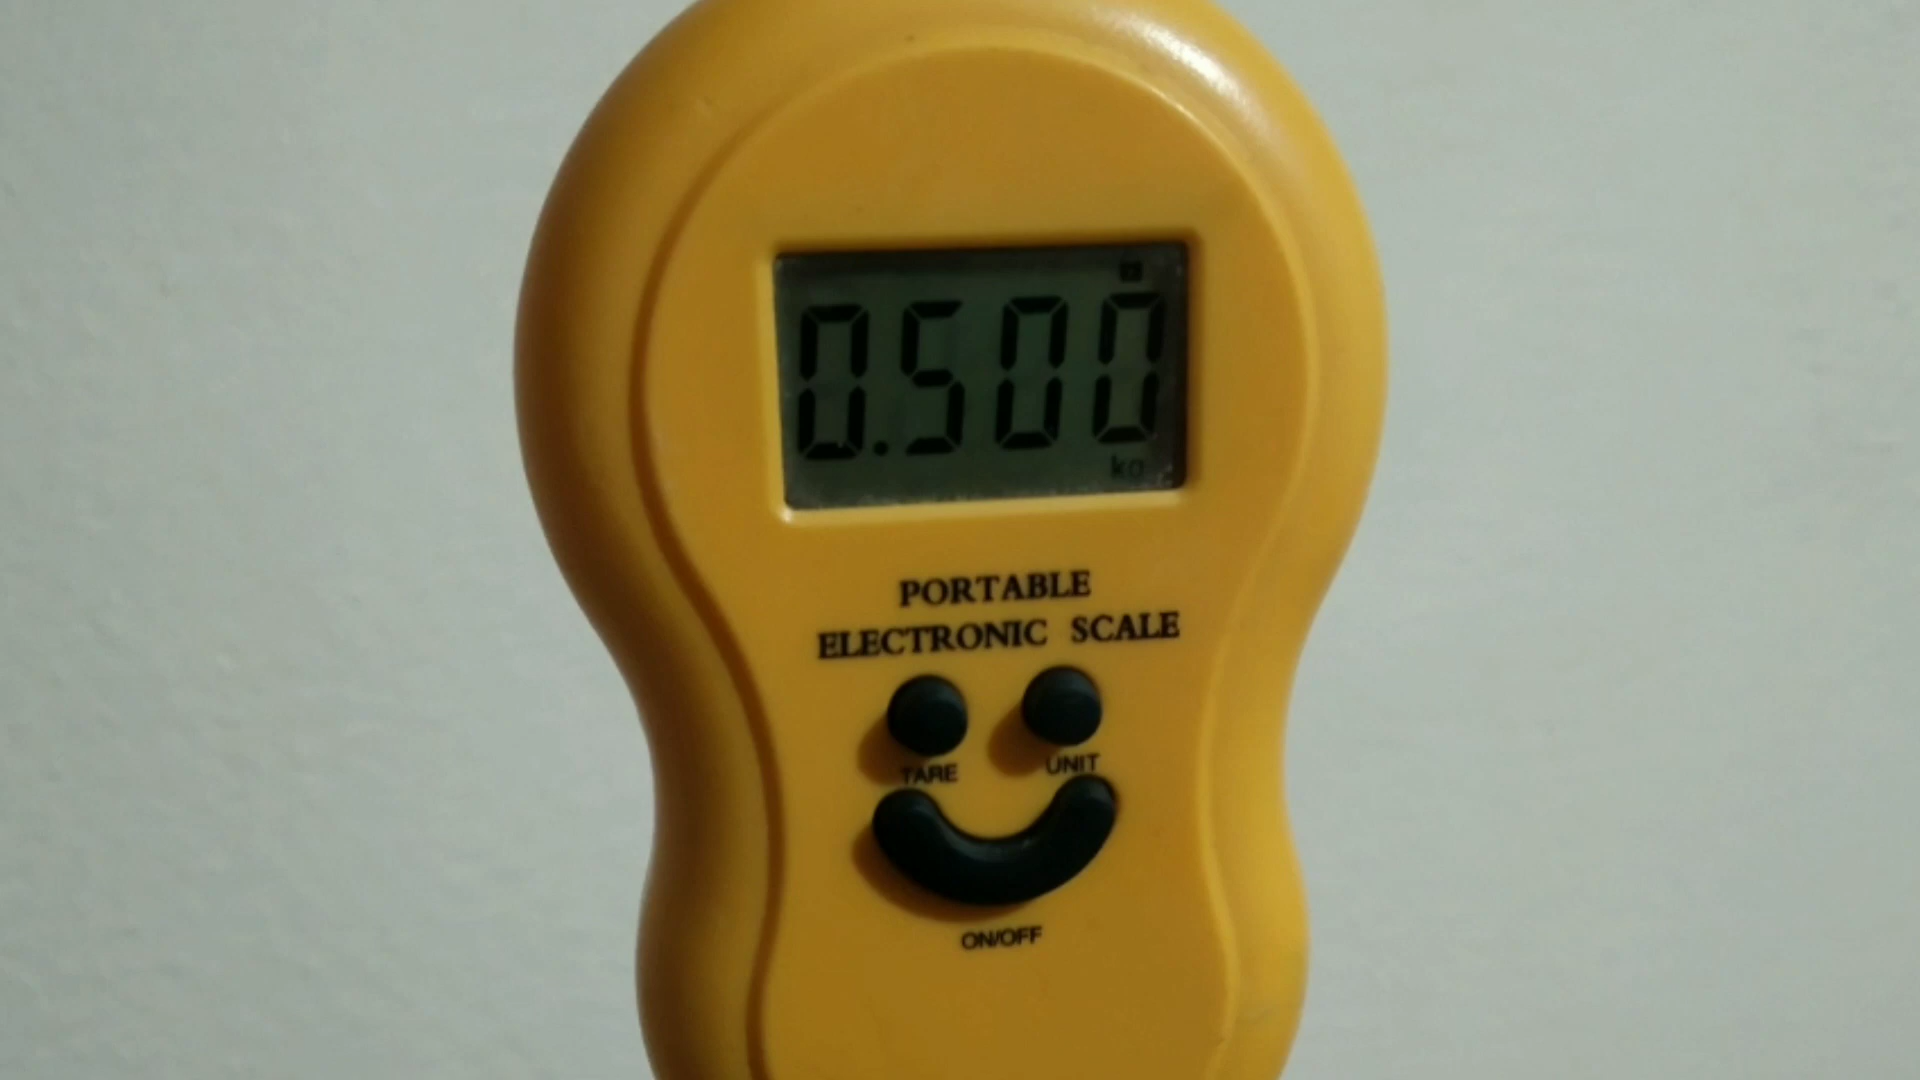 0.500
kg
PORTABLE
ELECTRONIC SCALE
TARE UNIT
ON/OFF